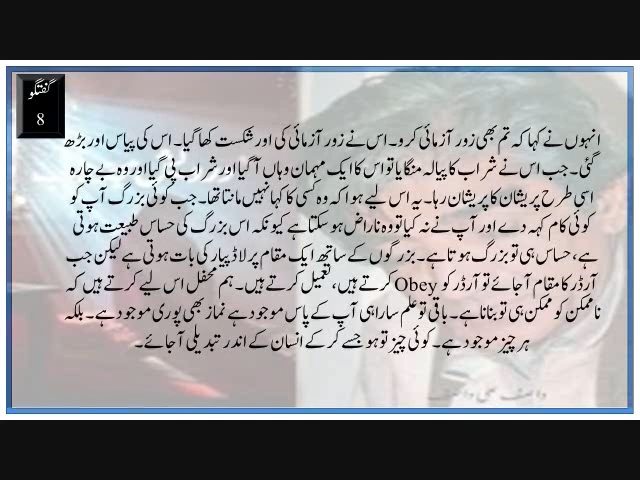 گفتگو
8
انہوں نے کہا کہ تم بھی زور آزمائی کرو۔ اس نے زور آزمائی کی اور شکست کھا گیا۔ اس کی پیاس اور بڑھ
گئی۔ جب اس نے شراب کا پیالہ منگایا تو اس کا ایک مہمان وہاں آ گیا اور شراب پی گیا اور وہ بے چارہ
اسی طرح پریشان کا پریشان رہا۔ یہ اس لیے ہوا کہ وہ کسی کا کہا نہیں مانتا تھا۔ جب کوئی بزرگ آپ کو
کوئی کام کہہ دے اور آپ نے نہ کیا تو وہ ناراض ہو سکتا ہے کیونکہ اس بزرگ کی حساس طبیعت ہوتی
ہے، حساس ہی تو بزرگ ہوتا ہے۔ بزرگوں کے ساتھ ایک مقام پر لاڈ پیار کی بات ہوتی ہے لیکن جب
آرڈر کا مقام آ جائے تو آرڈر کو Obey کرتے ہیں، تعمیل کرتے ہیں۔ ہم محفل اس لیے کرتے ہیں کہ
ناممکن کو ممکن ہی تو بنانا ہے۔ باقی تو علم سارا ہی آپ کے پاس موجود ہے نماز بھی پوری موجود ہے۔ بلکہ
ہر چیز موجود ہے۔ کوئی چیز تو ہو جسے کر کے انسان کے اندر تبدیلی آ جائے۔
واصف علی واصف